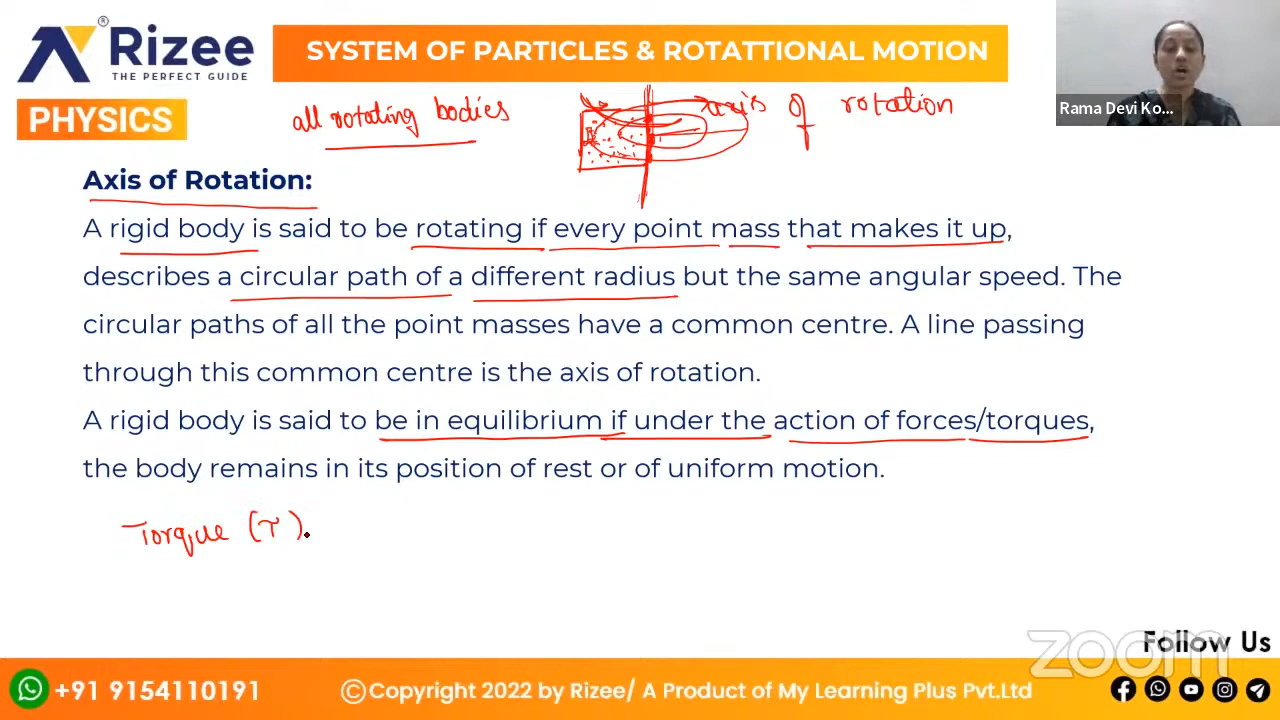 Rizee
®
THE PERFECT GUIDE
SYSTEM OF PARTICLES & ROTATTIONAL MOTION
PHYSICS
all rotating bodies
axis of rotation
Rama Devi Ko...
Axis of Rotation:
A rigid body is said to be rotating if every point mass that makes it up,
describes a circular path of a different radius but the same angular speed. The
circular paths of all the point masses have a common centre. A line passing
through this common centre is the axis of rotation.
A rigid body is said to be in equilibrium if under the action of forces/torques,
the body remains in its position of rest or of uniform motion.
Torque (τ)
Follow Us
zoom
+91 9154110191
©Copyright 2022 by Rizee/ A Product of My Learning Plus Pvt.Ltd